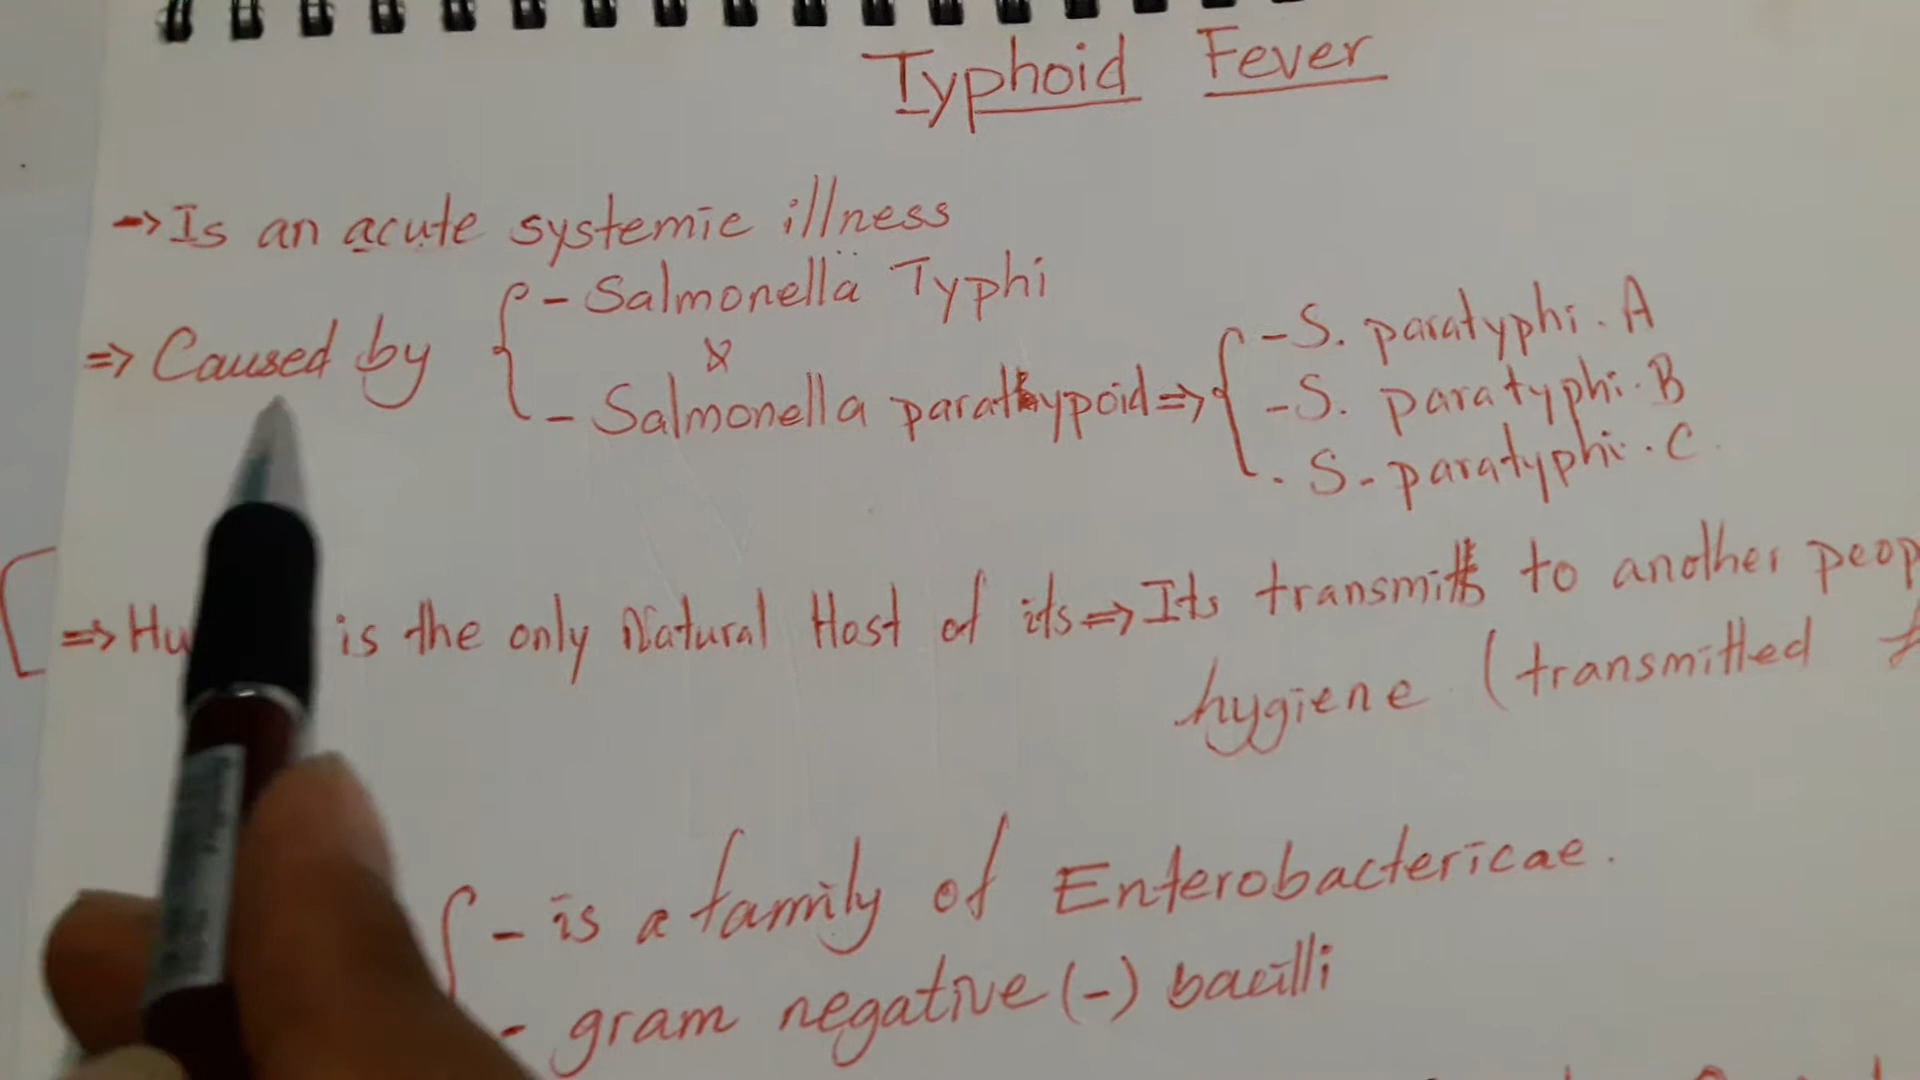 Typhoid Fever
→ Is an acute systemic illness
- Salmonella Typhi
⇒ Caused by
&
- Salmonella parathypoid ⇒
- S. paratyphi. A
- S. paratyphi. B
- S. paratyphi. C
⇒ Hu is the only Natural Host of its ⇒ Its transmitt to another peop
hygiene (transmitted
- is a family of Enterobactericae.
- gram negative (-) bacilli